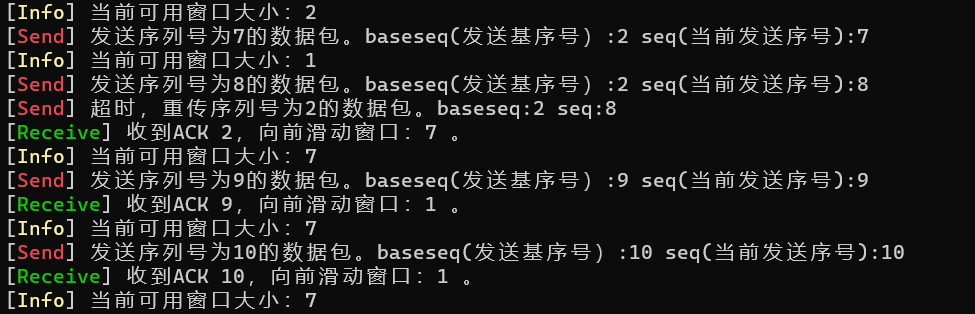 [Info] 当前可用窗口大小: 2
[Send] 发送序列号为7的数据包。baseseq(发送基序号) :2 seq(当前发送序号):7
[Info] 当前可用窗口大小: 1
[Send] 发送序列号为8的数据包。baseseq(发送基序号) :2 seq(当前发送序号):8
[Send] 超时，重传序列号为2的数据包。baseseq:2 seq:8
[Receive] 收到ACK 2，向前滑动窗口: 7 。
[Info] 当前可用窗口大小: 7
[Send] 发送序列号为9的数据包。baseseq(发送基序号) :9 seq(当前发送序号):9
[Receive] 收到ACK 9，向前滑动窗口: 1 。
[Info] 当前可用窗口大小: 7
[Send] 发送序列号为10的数据包。baseseq(发送基序号) :10 seq(当前发送序号):10
[Receive] 收到ACK 10，向前滑动窗口: 1 。
[Info] 当前可用窗口大小: 7